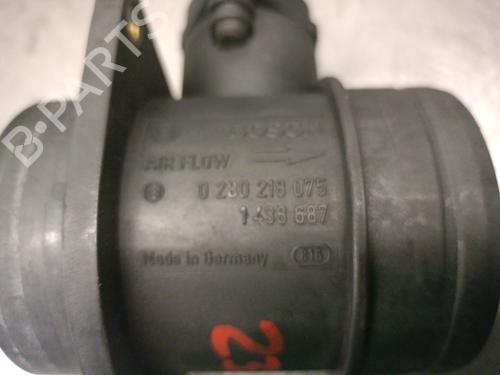 BOSCH
AIR FLOW
0 280 218 075
1 438 687
Made in Germany
B-PARTS